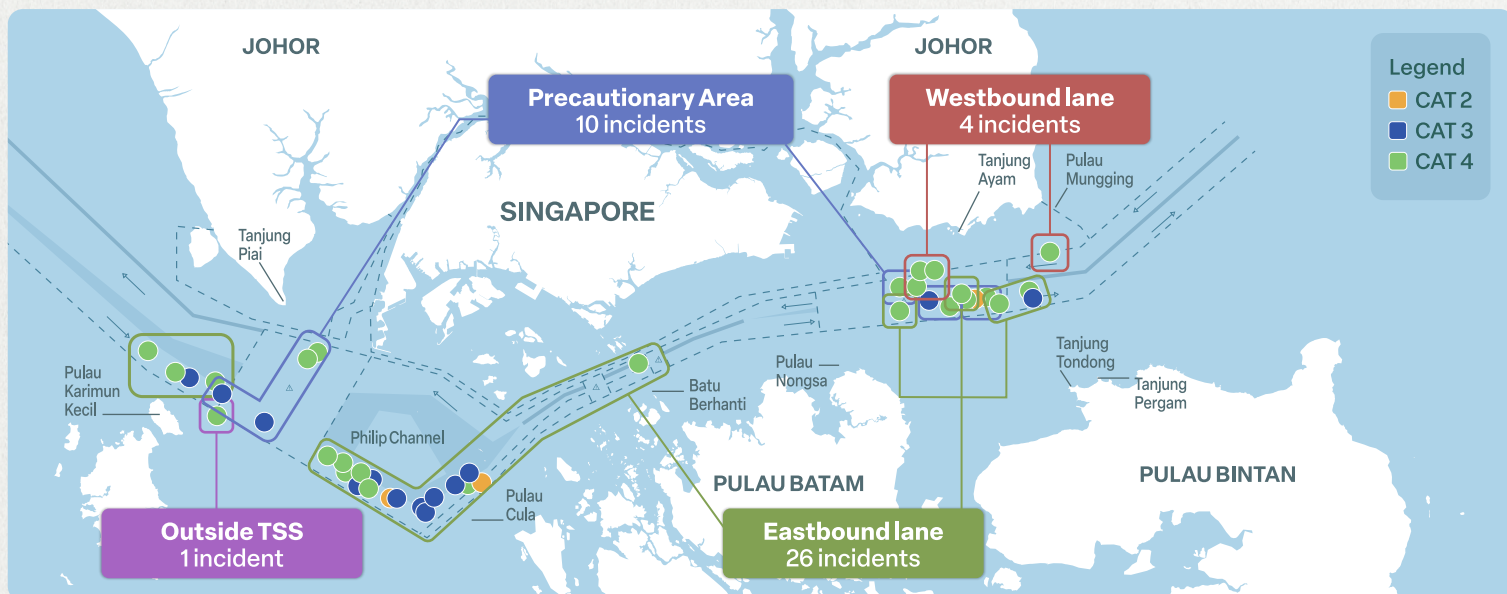 JOHOR
JOHOR
Legend
CAT 2
CAT 3
CAT 4
Precautionary Area
10 incidents
Westbound lane
4 incidents
Tanjung
Ayam
Pulau
Mungging
SINGAPORE
Tanjung
Piai
Pulau
Karimun
Kecil
Philip Channel
Batu
Berhanti
Pulau
Nongsa
Tanjung
Tondong
Tanjung
Pergam
Pulau
Cula
PULAU BATAM
PULAU BINTAN
Outside TSS
1 incident
Eastbound lane
26 incidents